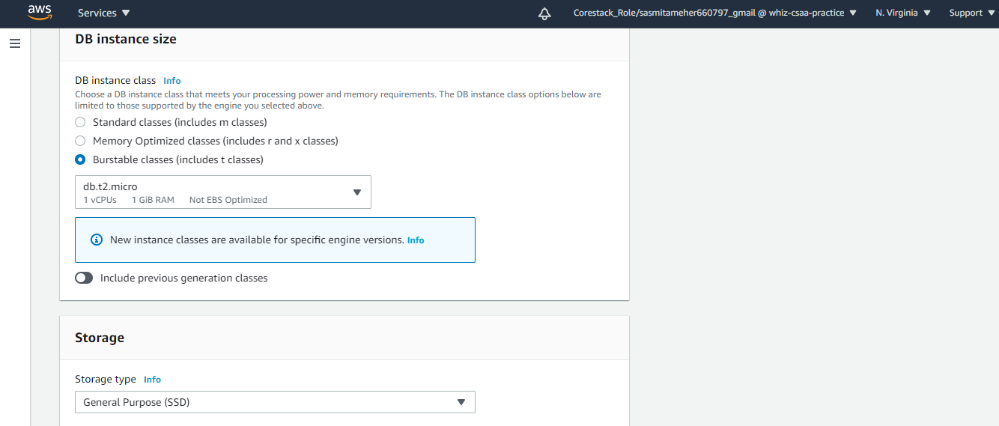 aws Services Corestack_Role/sasmitameher660797_gmail @ whiz-csaa-practice N. Virginia Support
DB instance size
DB instance class Info
Choose a DB instance class that meets your processing power and memory requirements. The DB instance class options below are
limited to those supported by the engine you selected above.
Standard classes (includes m classes)
Memory Optimized classes (includes r and x classes)
Burstable classes (includes t classes)
db.t2.micro
1 vCPUs 1 GiB RAM Not EBS Optimized
New instance classes are available for specific engine versions. Info
Include previous generation classes
Storage
Storage type Info
General Purpose (SSD)